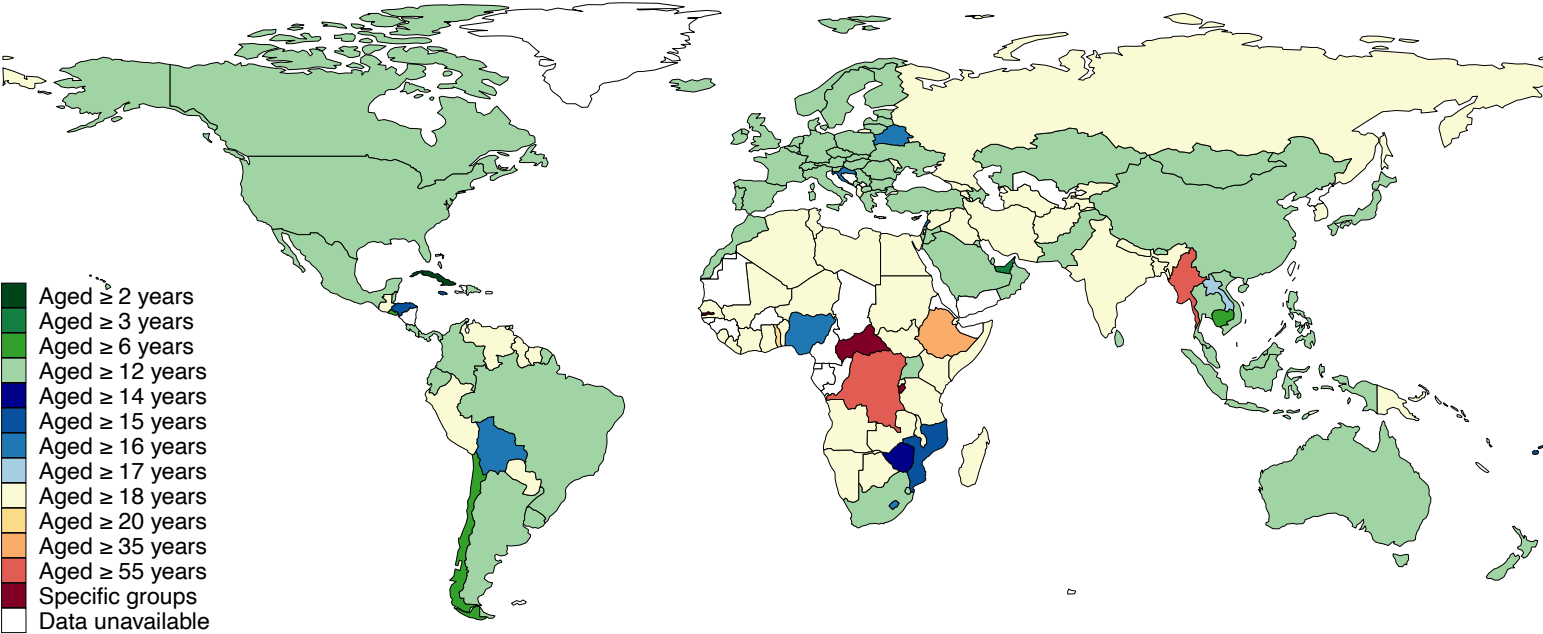 Aged ≥ 2 years
Aged ≥ 3 years
Aged ≥ 6 years
Aged ≥ 12 years
Aged ≥ 14 years
Aged ≥ 15 years
Aged ≥ 16 years
Aged ≥ 17 years
Aged ≥ 18 years
Aged ≥ 20 years
Aged ≥ 35 years
Aged ≥ 55 years
Specific groups
Data unavailable